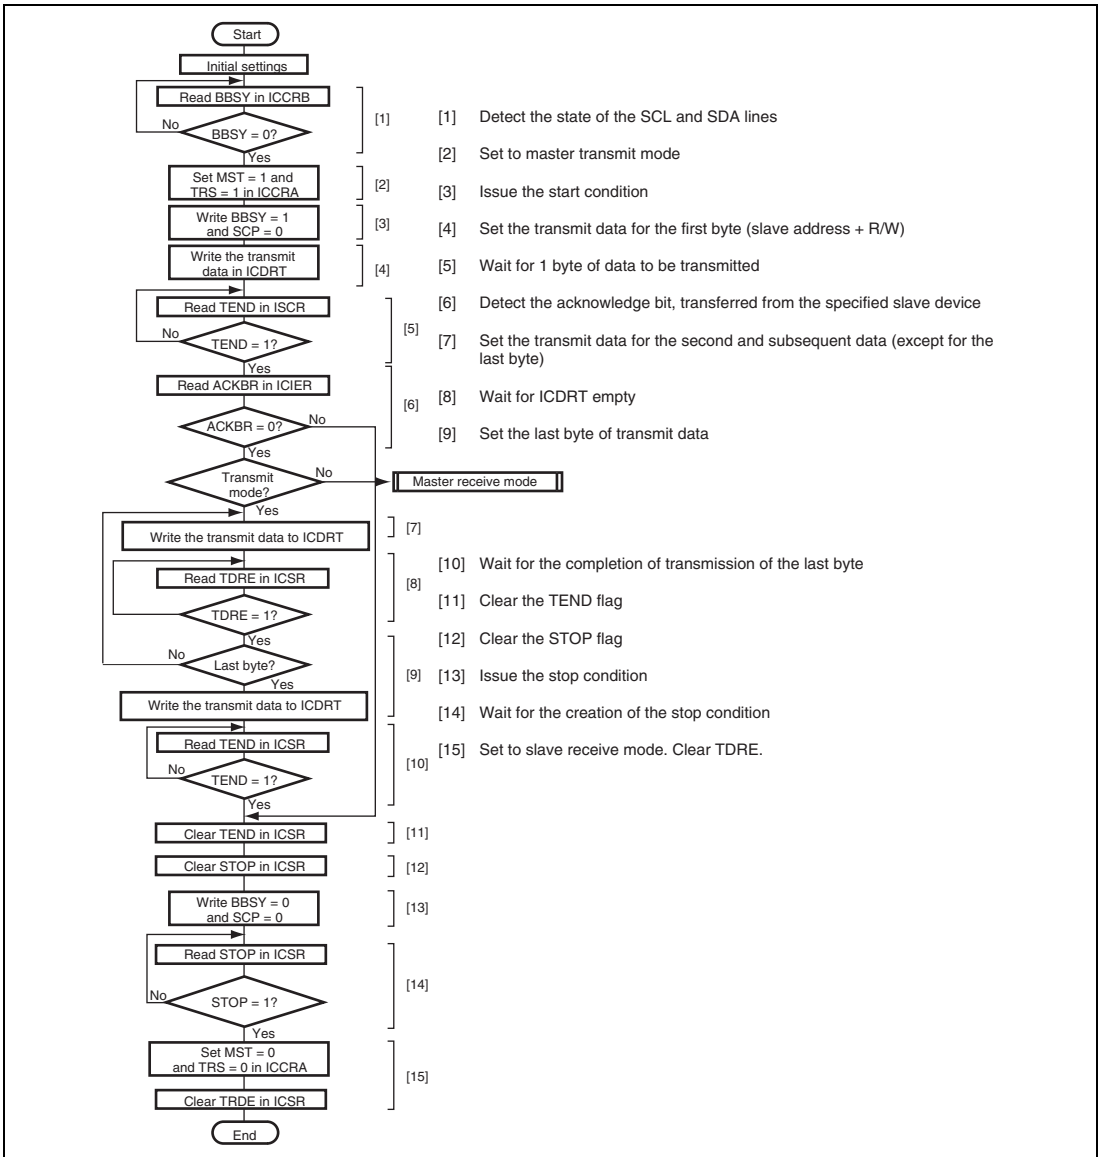 Start
Initial settings
Read BBSY in ICCRB
No
BBSY = 0?
Yes
[1]
Set MST = 1 and
TRS = 1 in ICCRA
[2]
Write BBSY = 1
and SCP = 0
[3]
Write the transmit
data in ICDRT
[4]
Read TEND in ISCR
No
TEND = 1?
Yes
[5]
Read ACKBR in ICIER
ACKBR = 0?
No
Yes
[6]
Transmit
mode?
No
Yes
Master receive mode
Write the transmit data to ICDRT
[7]
Read TDRE in ICSR
TDRE = 1?
Yes
[8]
No
Last byte?
Yes
Write the transmit data to ICDRT
[9]
Read TEND in ICSR
No
TEND = 1?
Yes
[10]
Clear TEND in ICSR
[11]
Clear STOP in ICSR
[12]
Write BBSY = 0
and SCP = 0
[13]
Read STOP in ICSR
No
STOP = 1?
Yes
[14]
Set MST = 0
and TRS = 0 in ICCRA
Clear TRDE in ICSR
[15]
End
[1] Detect the state of the SCL and SDA lines
[2] Set to master transmit mode
[3] Issue the start condition
[4] Set the transmit data for the first byte (slave address + R/W)
[5] Wait for 1 byte of data to be transmitted
[6] Detect the acknowledge bit, transferred from the specified slave device
[7] Set the transmit data for the second and subsequent data (except for the
last byte)
[8] Wait for ICDRT empty
[9] Set the last byte of transmit data
[10] Wait for the completion of transmission of the last byte
[11] Clear the TEND flag
[12] Clear the STOP flag
[13] Issue the stop condition
[14] Wait for the creation of the stop condition
[15] Set to slave receive mode. Clear TDRE.